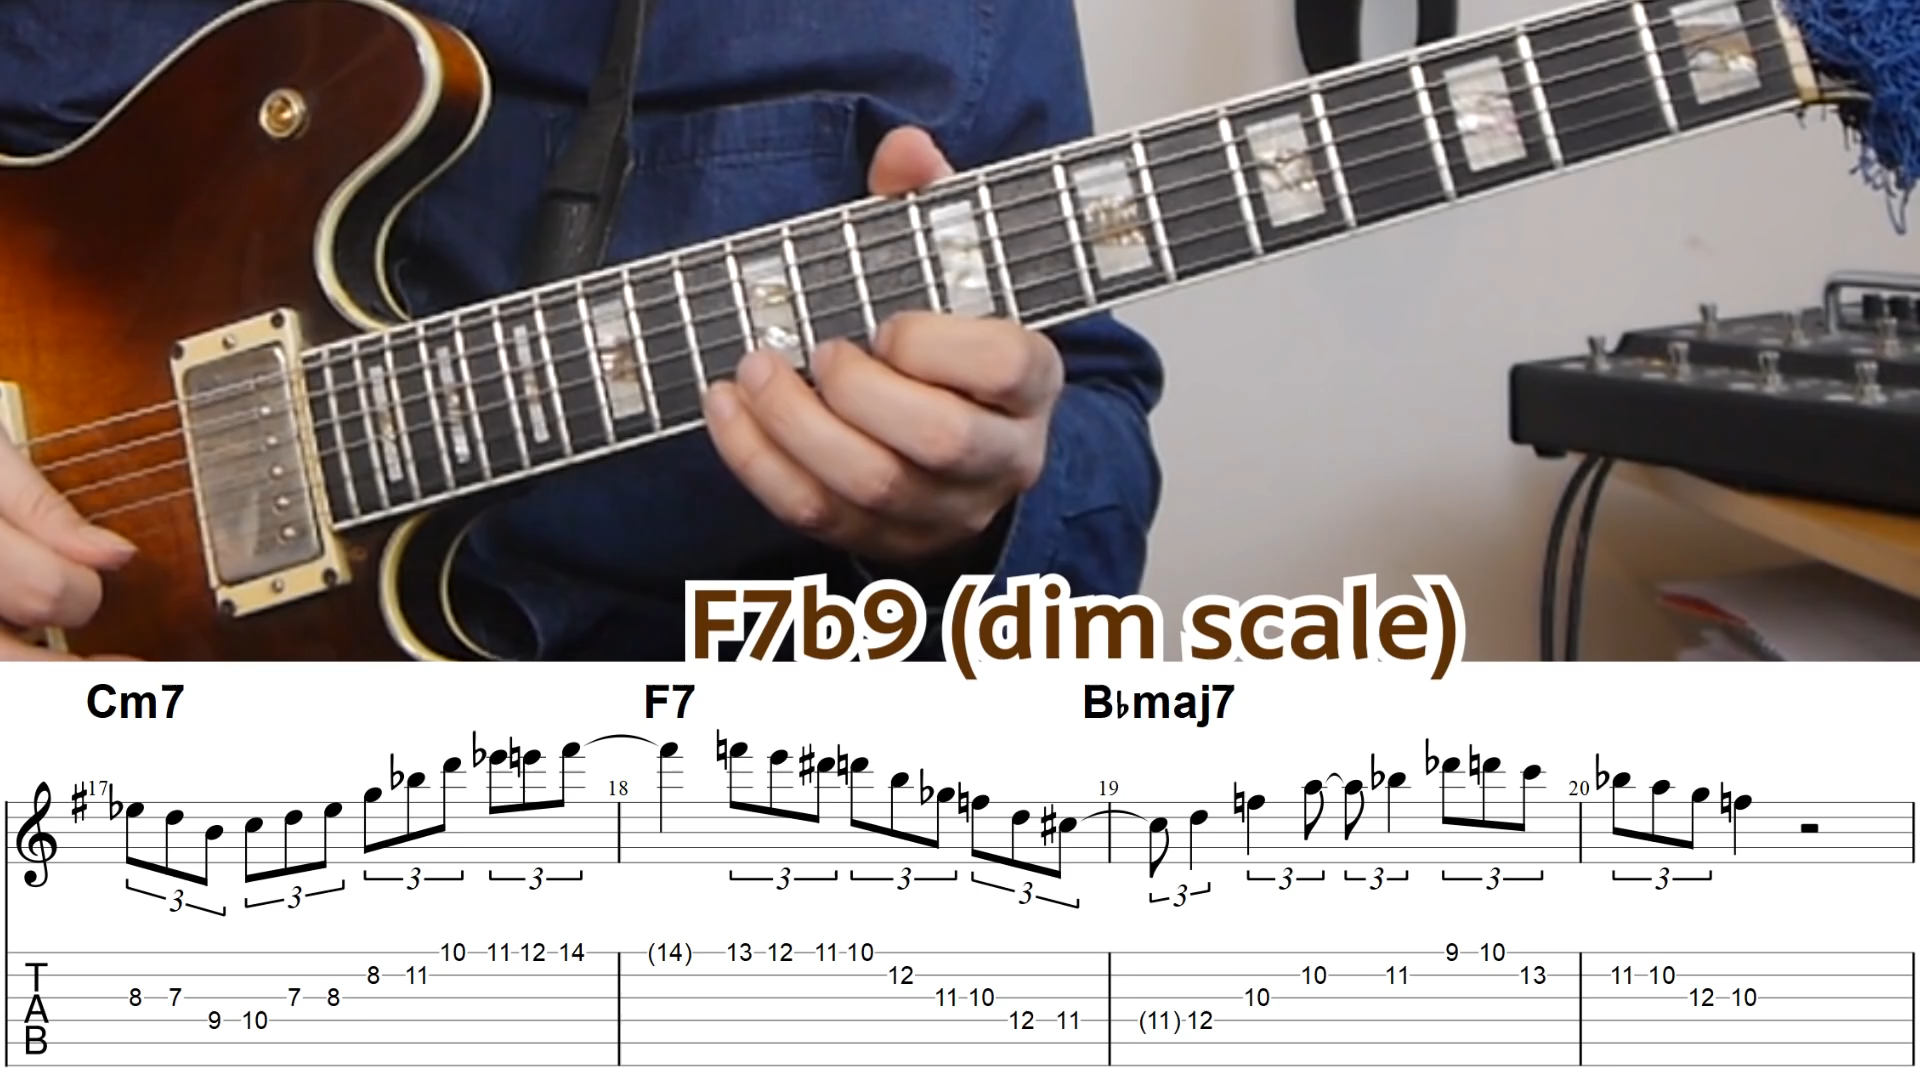 F7b9 (dim scale)
Cm7 F7 B♭maj7
17 18 19 20
3 3 3 3 3 3 3 3 3 3 3 3
T 10 11 12 14 (14) 13 12 11 10 9 10
A 8 11 12 10 11 13 11 10
B 8 7 7 8 11 10 10 12 10
9 10 12 11 (11) 12